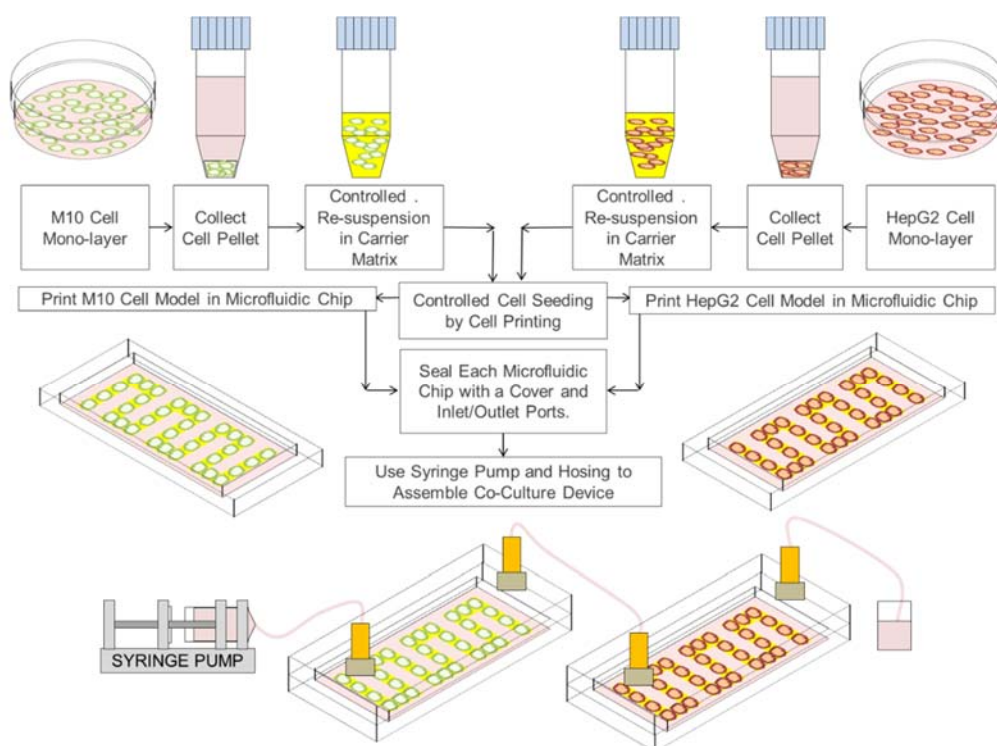 M10 Cell
Mono-layer
Collect
Cell Pellet
Controlled .
Re-suspension
in Carrier
Matrix
Controlled .
Re-suspension
in Carrier
Matrix
Collect
Cell Pellet
HepG2 Cell
Mono-layer
Print M10 Cell Model in Microfluidic Chip
Controlled Cell Seeding
by Cell Printing
Print HepG2 Cell Model in Microfluidic Chip
Seal Each Microfluidic
Chip with a Cover and
Inlet/Outlet Ports.
Use Syringe Pump and Hosing to
Assemble Co-Culture Device
SYRINGE PUMP